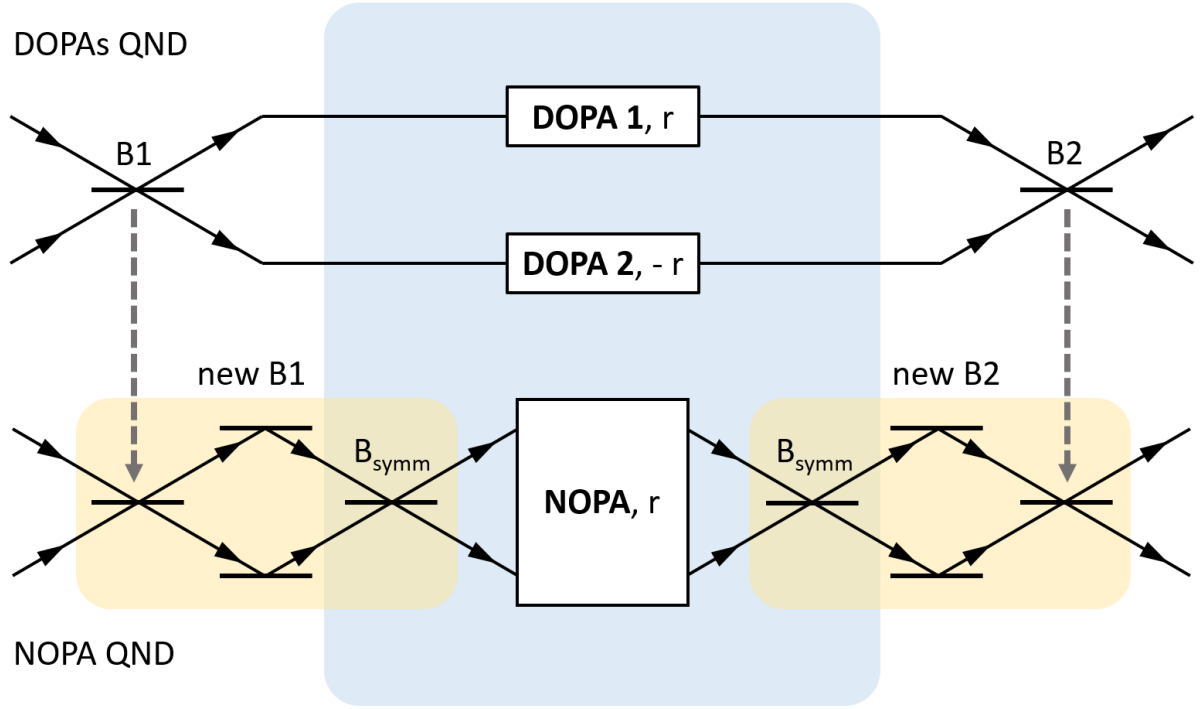 DOPAs QND
DOPA 1, r
B1
B2
DOPA 2, - r
new B1
new B2
Bsymm
Bsymm
NOPA, r
NOPA QND